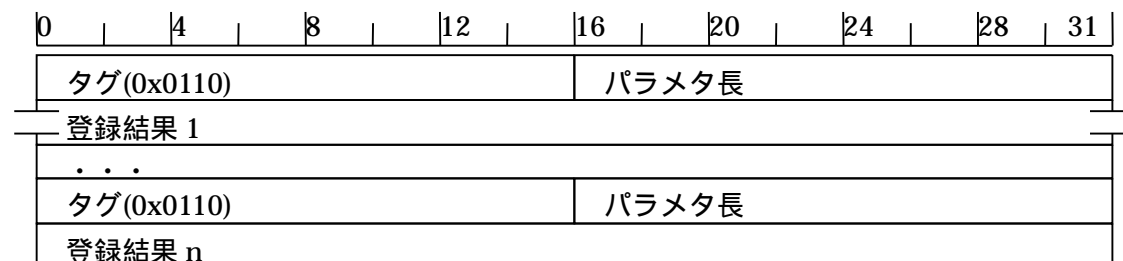 0 4 8 12 16 20 24 28 31
タグ(0x0110) パラメタ長
登録結果 1
・・・
タグ(0x0110) パラメタ長
登録結果 n